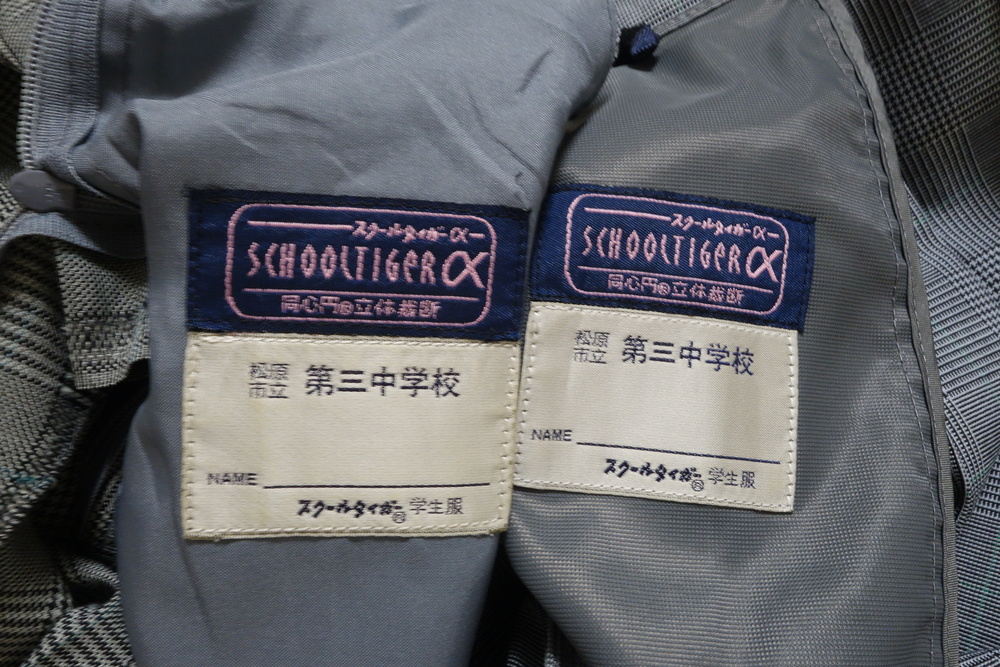 スクールタイガーα
SCHOOLTIGER α
同心円®立体裁断
松原
市立 第三中学校
NAME
スクールタイガー® 学生服
スクールタイガーα
SCHOOLTIGER α
同心円®立体裁断
松原
市立 第三中学校
NAME
スクールタイガー® 学生服